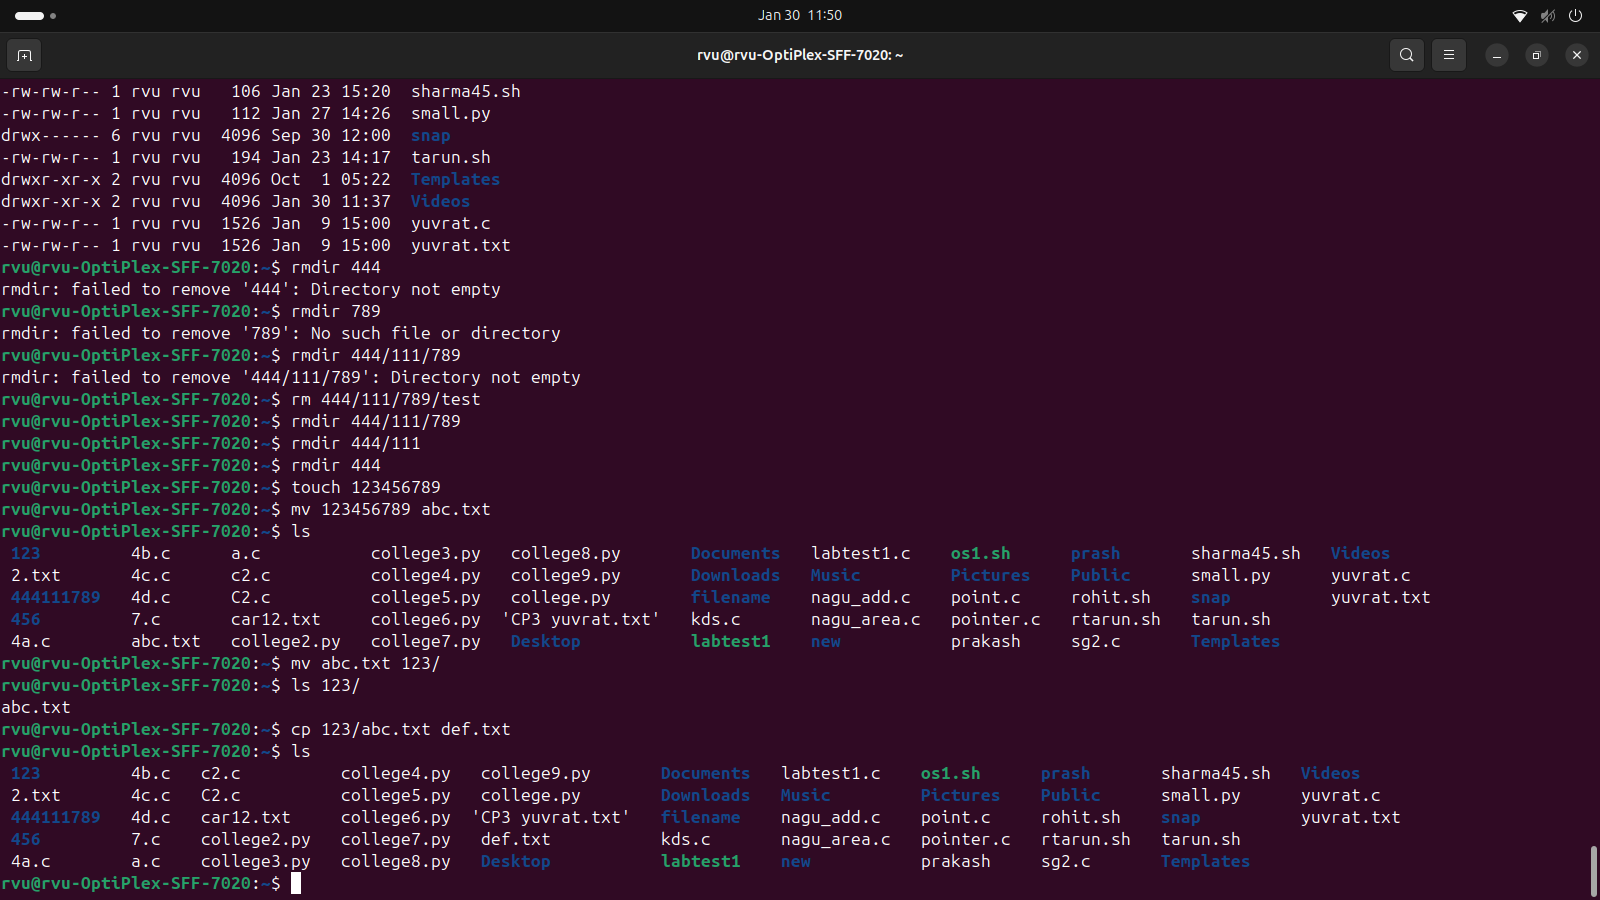 Jan 30 11:50
rvu@rvu-OptiPlex-SFF-7020: ~
-rw-rw-r-- 1 rvu rvu   106 Jan 23 15:20  sharma45.sh
-rw-rw-r-- 1 rvu rvu   112 Jan 27 14:26  small.py
drwx------ 6 rvu rvu  4096 Sep 30 12:00  snap
-rw-rw-r-- 1 rvu rvu   194 Jan 23 14:17  tarun.sh
drwxr-xr-x 2 rvu rvu  4096 Oct  1 05:22  Templates
drwxr-xr-x 2 rvu rvu  4096 Jan 30 11:37  Videos
-rw-rw-r-- 1 rvu rvu  1526 Jan  9 15:00  yuvrat.c
-rw-rw-r-- 1 rvu rvu  1526 Jan  9 15:00  yuvrat.txt
rvu@rvu-OptiPlex-SFF-7020:~$ rmdir 444
rmdir: failed to remove '444': Directory not empty
rvu@rvu-OptiPlex-SFF-7020:~$ rmdir 789
rmdir: failed to remove '789': No such file or directory
rvu@rvu-OptiPlex-SFF-7020:~$ rmdir 444/111/789
rmdir: failed to remove '444/111/789': Directory not empty
rvu@rvu-OptiPlex-SFF-7020:~$ rm 444/111/789/test
rvu@rvu-OptiPlex-SFF-7020:~$ rmdir 444/111/789
rvu@rvu-OptiPlex-SFF-7020:~$ rmdir 444/111
rvu@rvu-OptiPlex-SFF-7020:~$ rmdir 444
rvu@rvu-OptiPlex-SFF-7020:~$ touch 123456789
rvu@rvu-OptiPlex-SFF-7020:~$ mv 123456789 abc.txt
rvu@rvu-OptiPlex-SFF-7020:~$ ls
 123         4b.c      a.c           college3.py   college8.py       Documents   labtest1.c    os1.sh      prash       sharma45.sh   Videos
 2.txt       4c.c      c2.c          college4.py   college9.py       Downloads   Music         Pictures    Public      small.py      yuvrat.c
 444111789   4d.c      C2.c          college5.py   college.py        filename    nagu_add.c    point.c     rohit.sh    snap          yuvrat.txt
 456         7.c       car12.txt     college6.py  'CP3 yuvrat.txt'   kds.c       nagu_area.c   pointer.c   rtarun.sh   tarun.sh
 4a.c        abc.txt   college2.py   college7.py   Desktop           labtest1    new           prakash     sg2.c       Templates
rvu@rvu-OptiPlex-SFF-7020:~$ mv abc.txt 123/
rvu@rvu-OptiPlex-SFF-7020:~$ ls 123/
abc.txt
rvu@rvu-OptiPlex-SFF-7020:~$ cp 123/abc.txt def.txt
rvu@rvu-OptiPlex-SFF-7020:~$ ls
 123         4b.c   c2.c          college4.py   college9.py       Documents   labtest1.c    os1.sh      prash       sharma45.sh   Videos
 2.txt       4c.c   C2.c          college5.py   college.py        Downloads   Music         Pictures    Public      small.py      yuvrat.c
 444111789   4d.c   car12.txt     college6.py  'CP3 yuvrat.txt'   filename    nagu_add.c    point.c     rohit.sh    snap          yuvrat.txt
 456         7.c    college2.py   college7.py   def.txt           kds.c       nagu_area.c   pointer.c   rtarun.sh   tarun.sh
 4a.c        a.c    college3.py   college8.py   Desktop           labtest1    new           prakash     sg2.c       Templates
rvu@rvu-OptiPlex-SFF-7020:~$